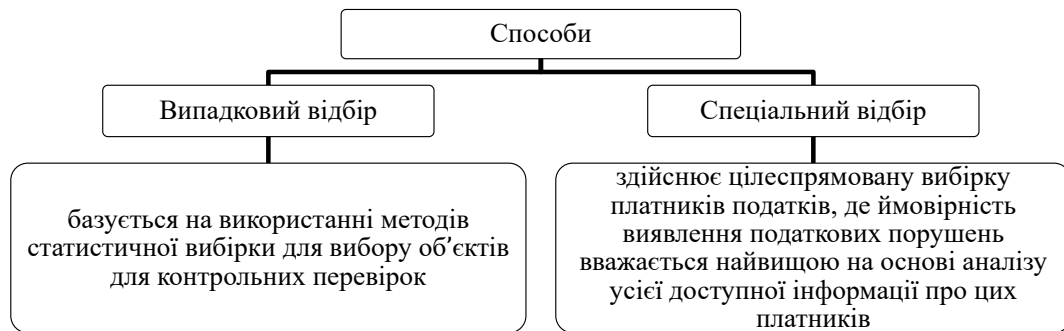 Способи
Випадковий відбір
Спеціальний відбір
базується на використанні методів
статистичної вибірки для вибору об’єктів
для контрольних перевірок
здійснює цілеспрямовану вибірку
платників податків, де ймовірність
виявлення податкових порушень
вважається найвищою на основі аналізу
усієї доступної інформації про цих
платників